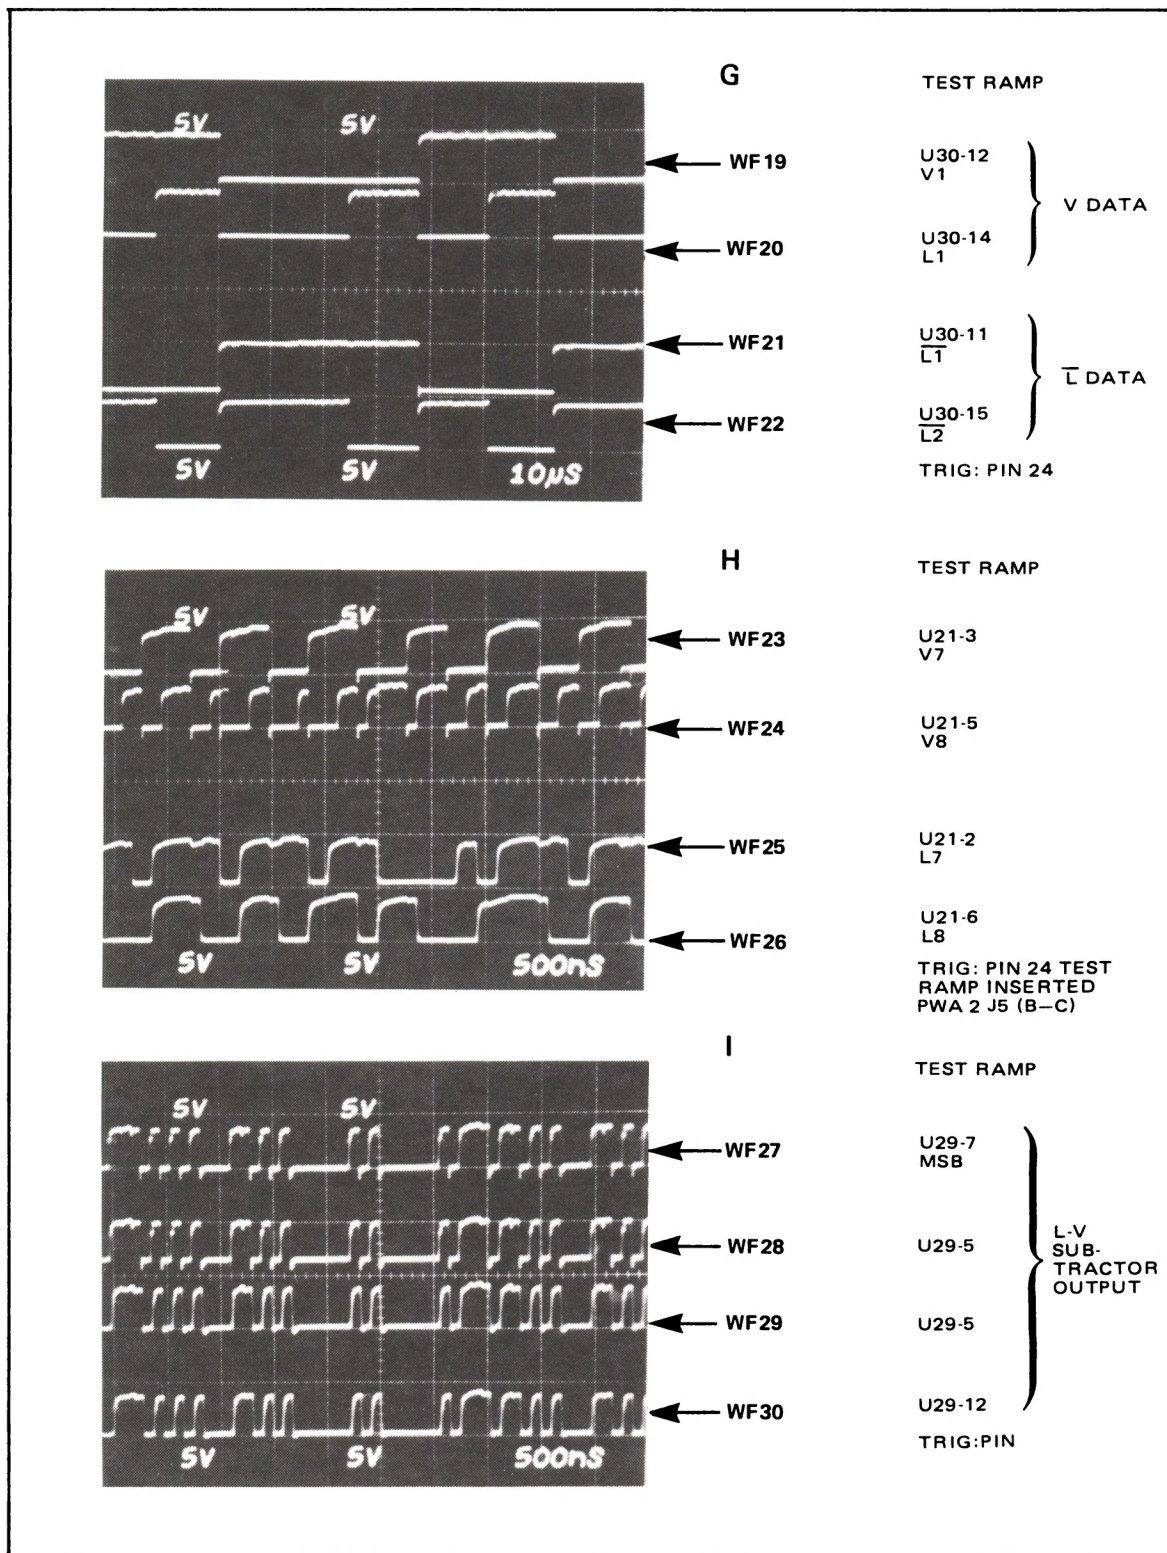 G
TEST RAMP
5V 5V
WF19
U30-12
V1
V DATA
WF20
U30-14
L1
WF21
U30-11
L1
L DATA
WF22
U30-15
L2
5V 5V 10µS
TRIG: PIN 24
H
TEST RAMP
5V 5V
WF23
U21-3
V7
WF24
U21-5
V8
WF25
U21-2
L7
WF26
U21-6
L8
5V 5V 500nS
TRIG: PIN 24 TEST
RAMP INSERTED
PWA 2 J5 (B—C)
I
TEST RAMP
5V 5V
WF27
U29-7
MSB
WF28
U29-5
L-V
SUB-
TRACTOR
OUTPUT
WF29
U29-5
WF30
U29-12
5V 5V 500nS
TRIG:PIN